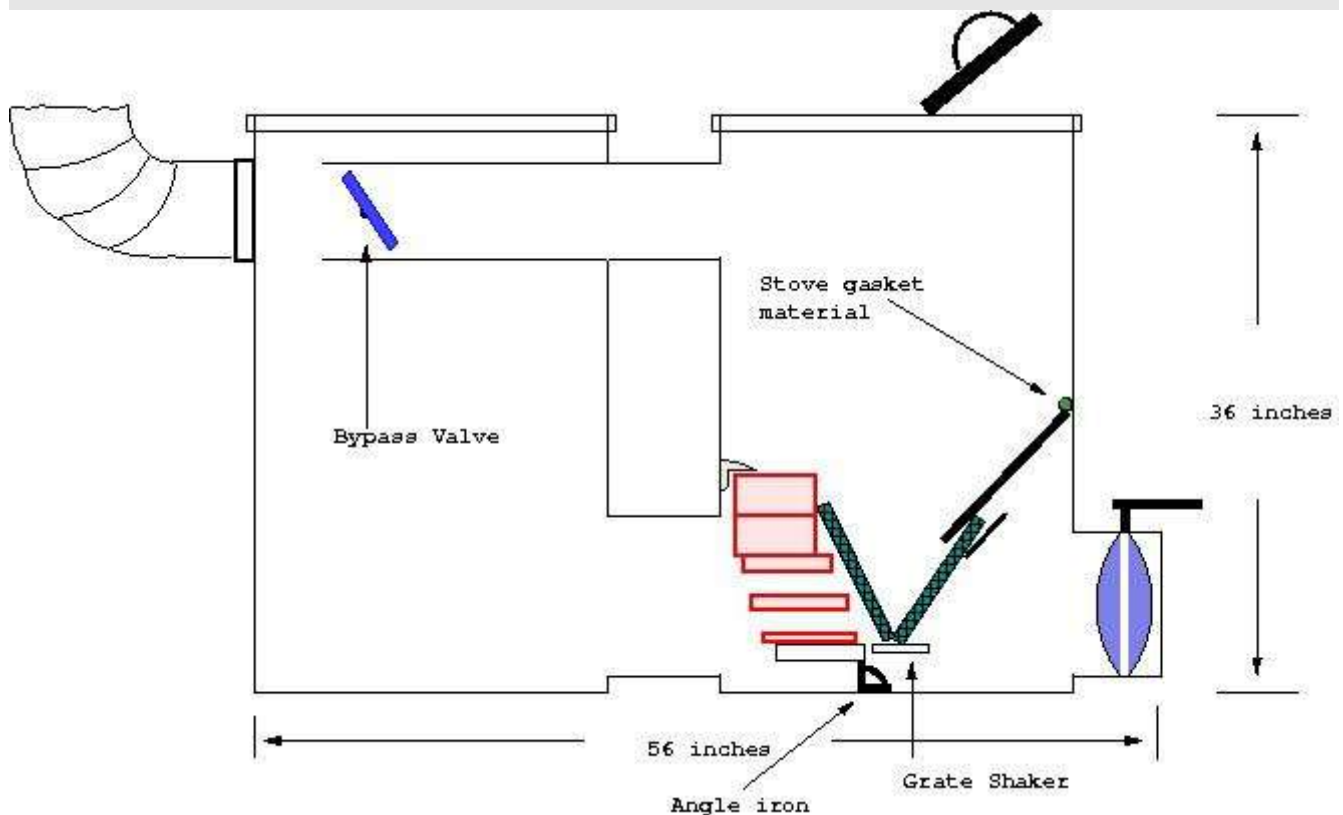 Stove gasket
material
36 inches
Bypass Valve
56 inches
Grate Shaker
Angle iron